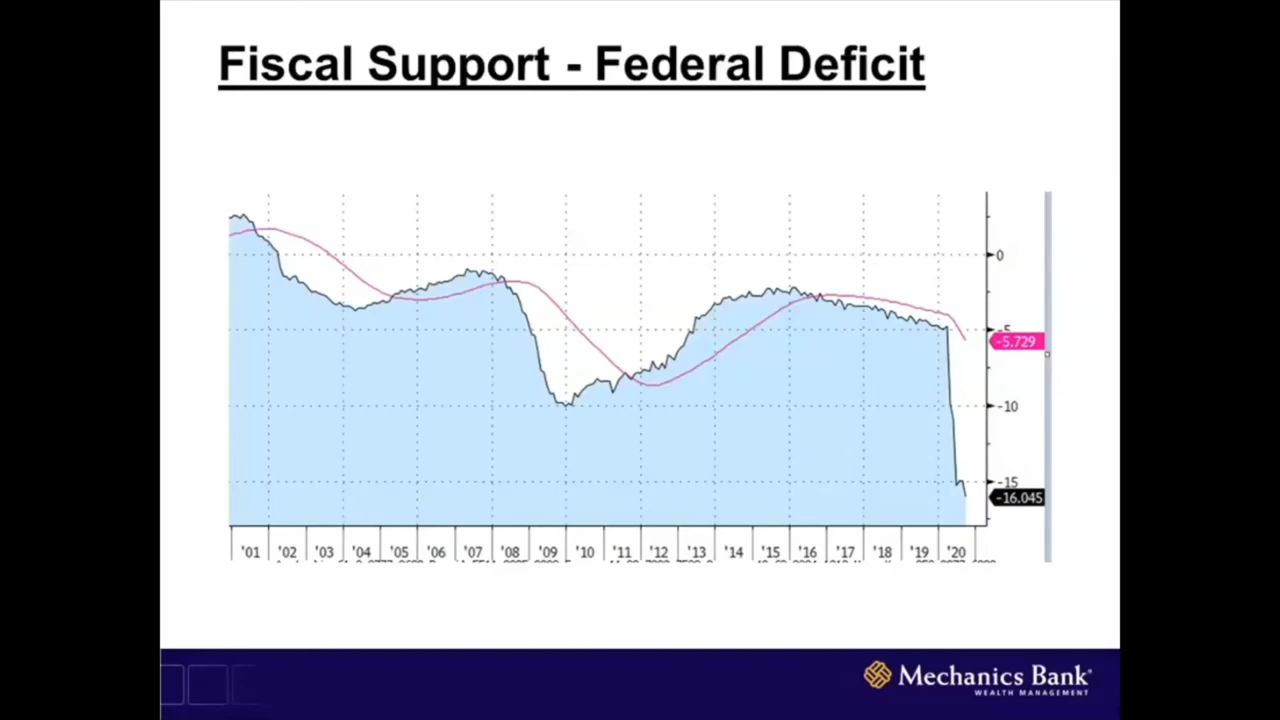 Fiscal Support - Federal Deficit
0
-5
-5.729
-10
-15
-16.045
'01 '02 '03 '04 '05 '06 '07 '08 '09 '10 '11 '12 '13 '14 '15 '16 '17 '18 '19 '20
Mechanics Bank
WEALTH MANAGEMENT